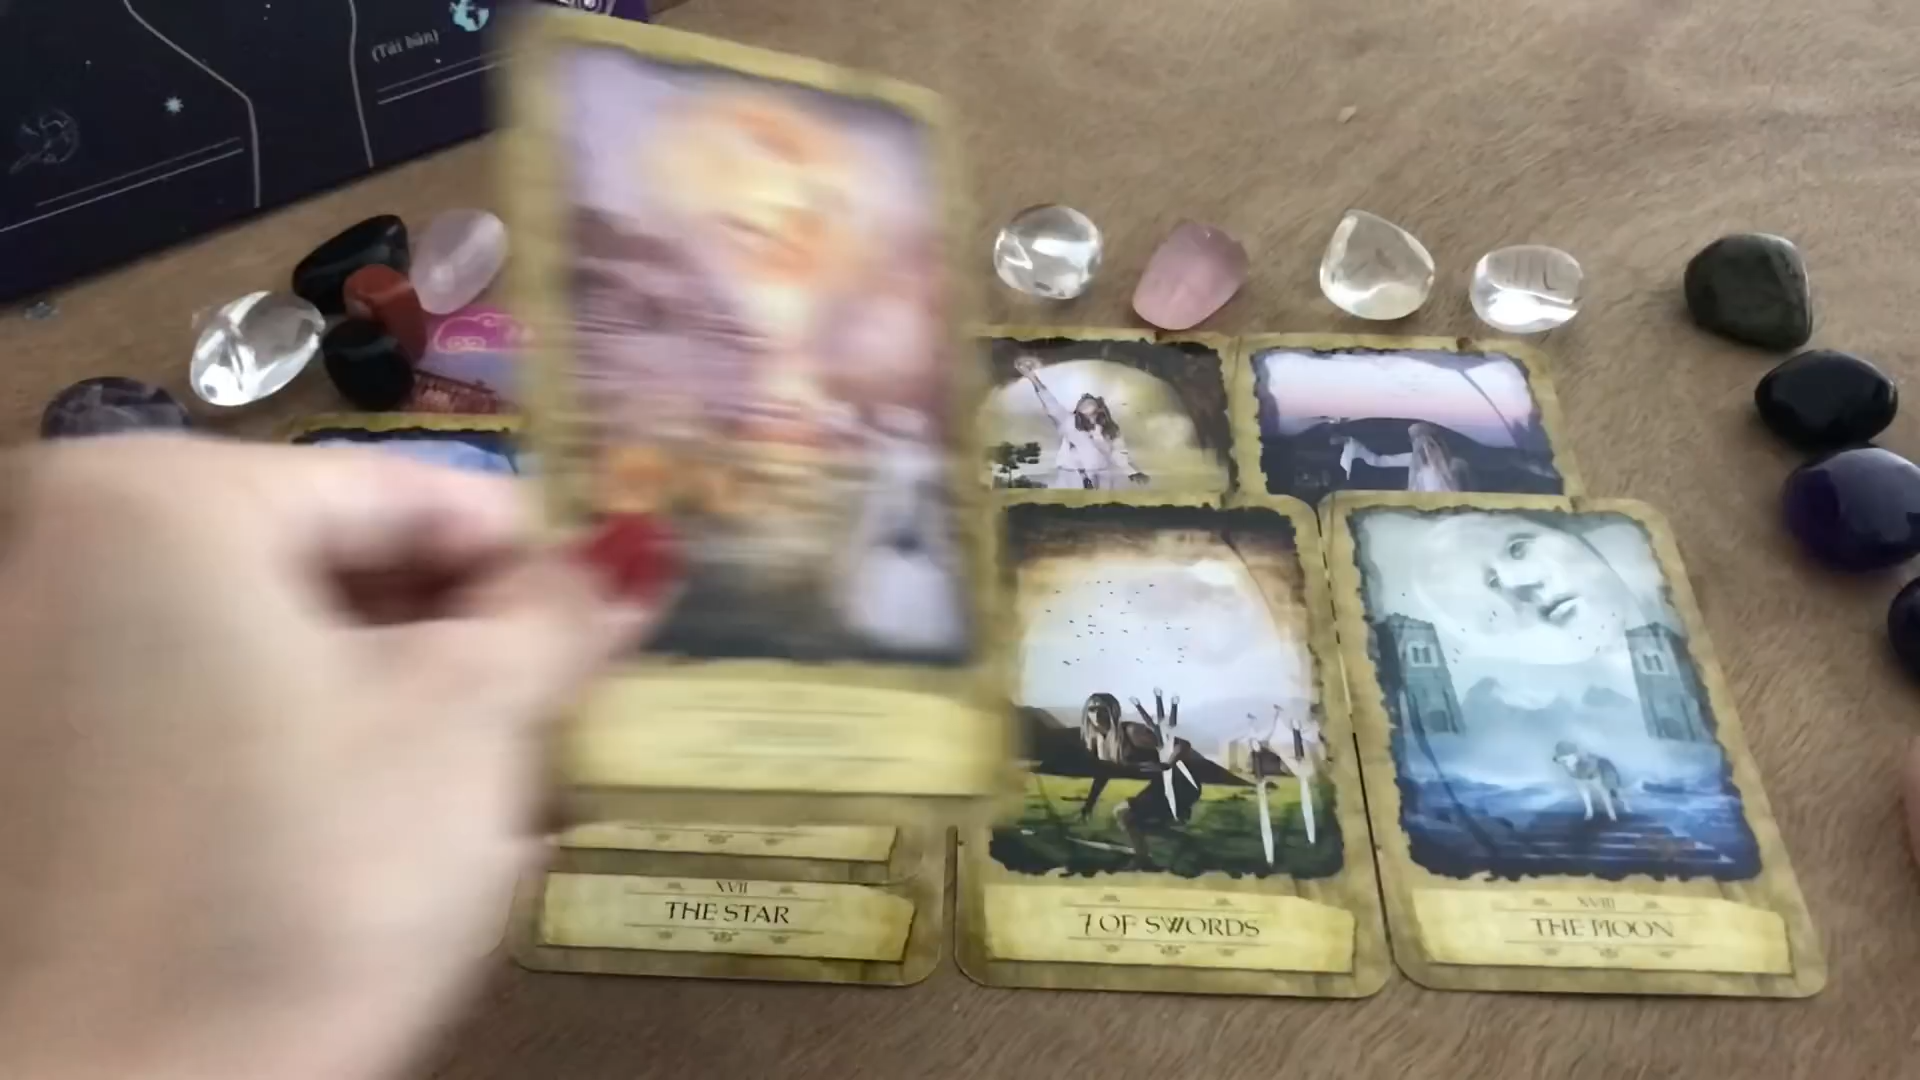 (Tái bản)
XVII
THE STAR
7 OF SWORDS
XVIII
THE MOON